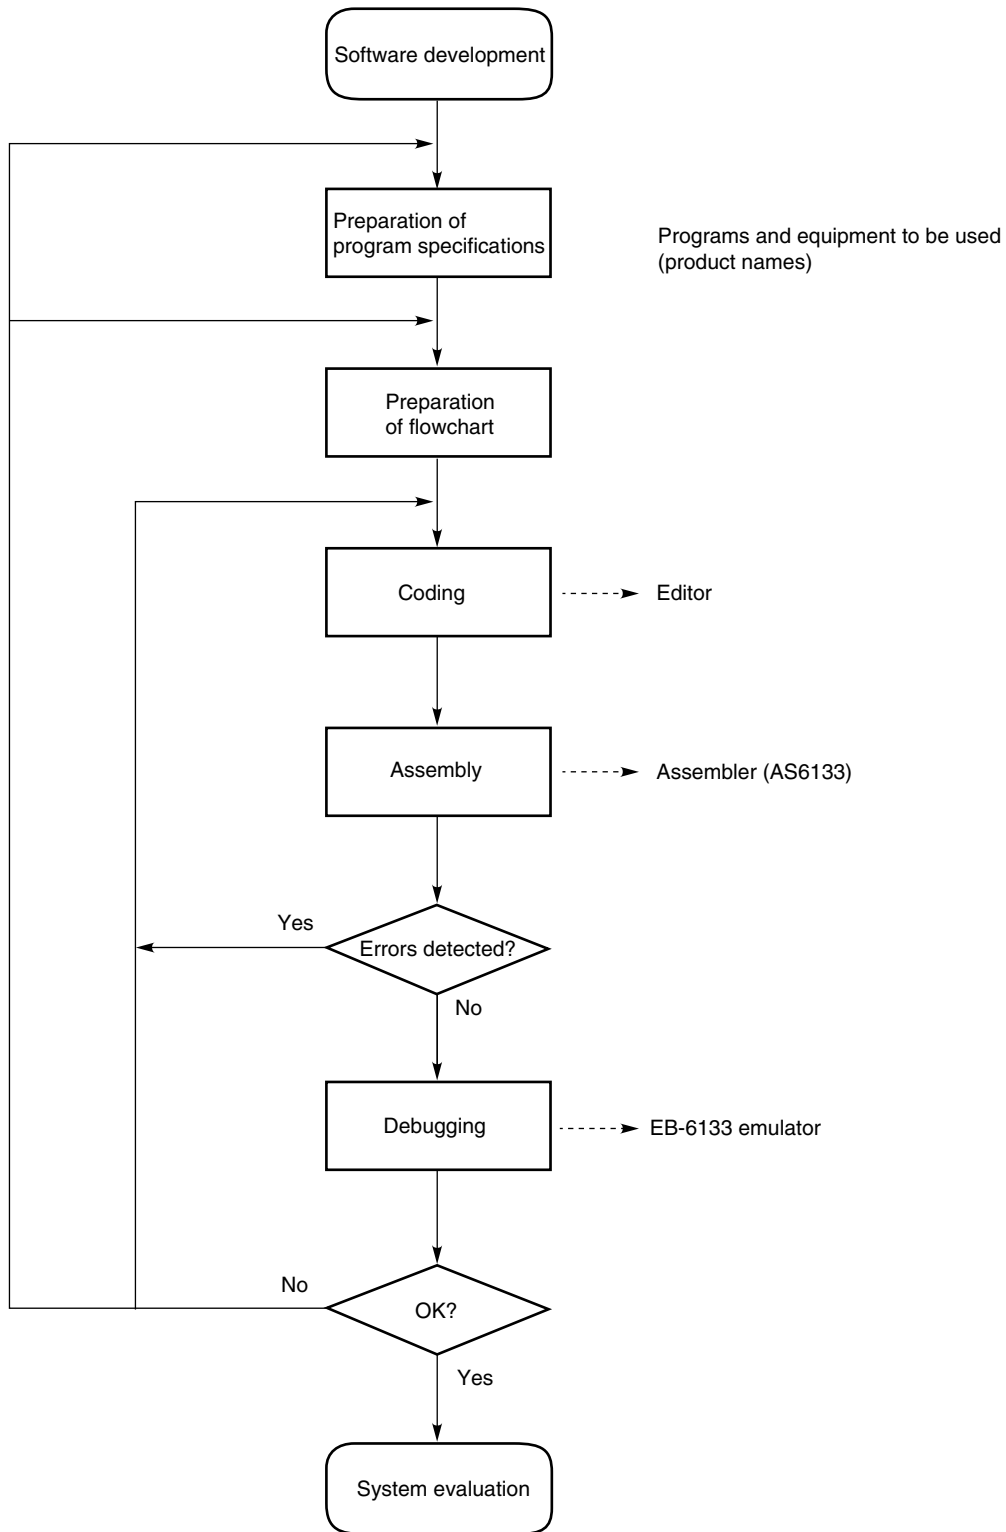 Software development
Preparation of
program specifications
Programs and equipment to be used
(product names)
Preparation
of flowchart
Coding
Editor
Assembly
Assembler (AS6133)
Yes
Errors detected?
No
Debugging
EB-6133 emulator
No
OK?
Yes
System evaluation